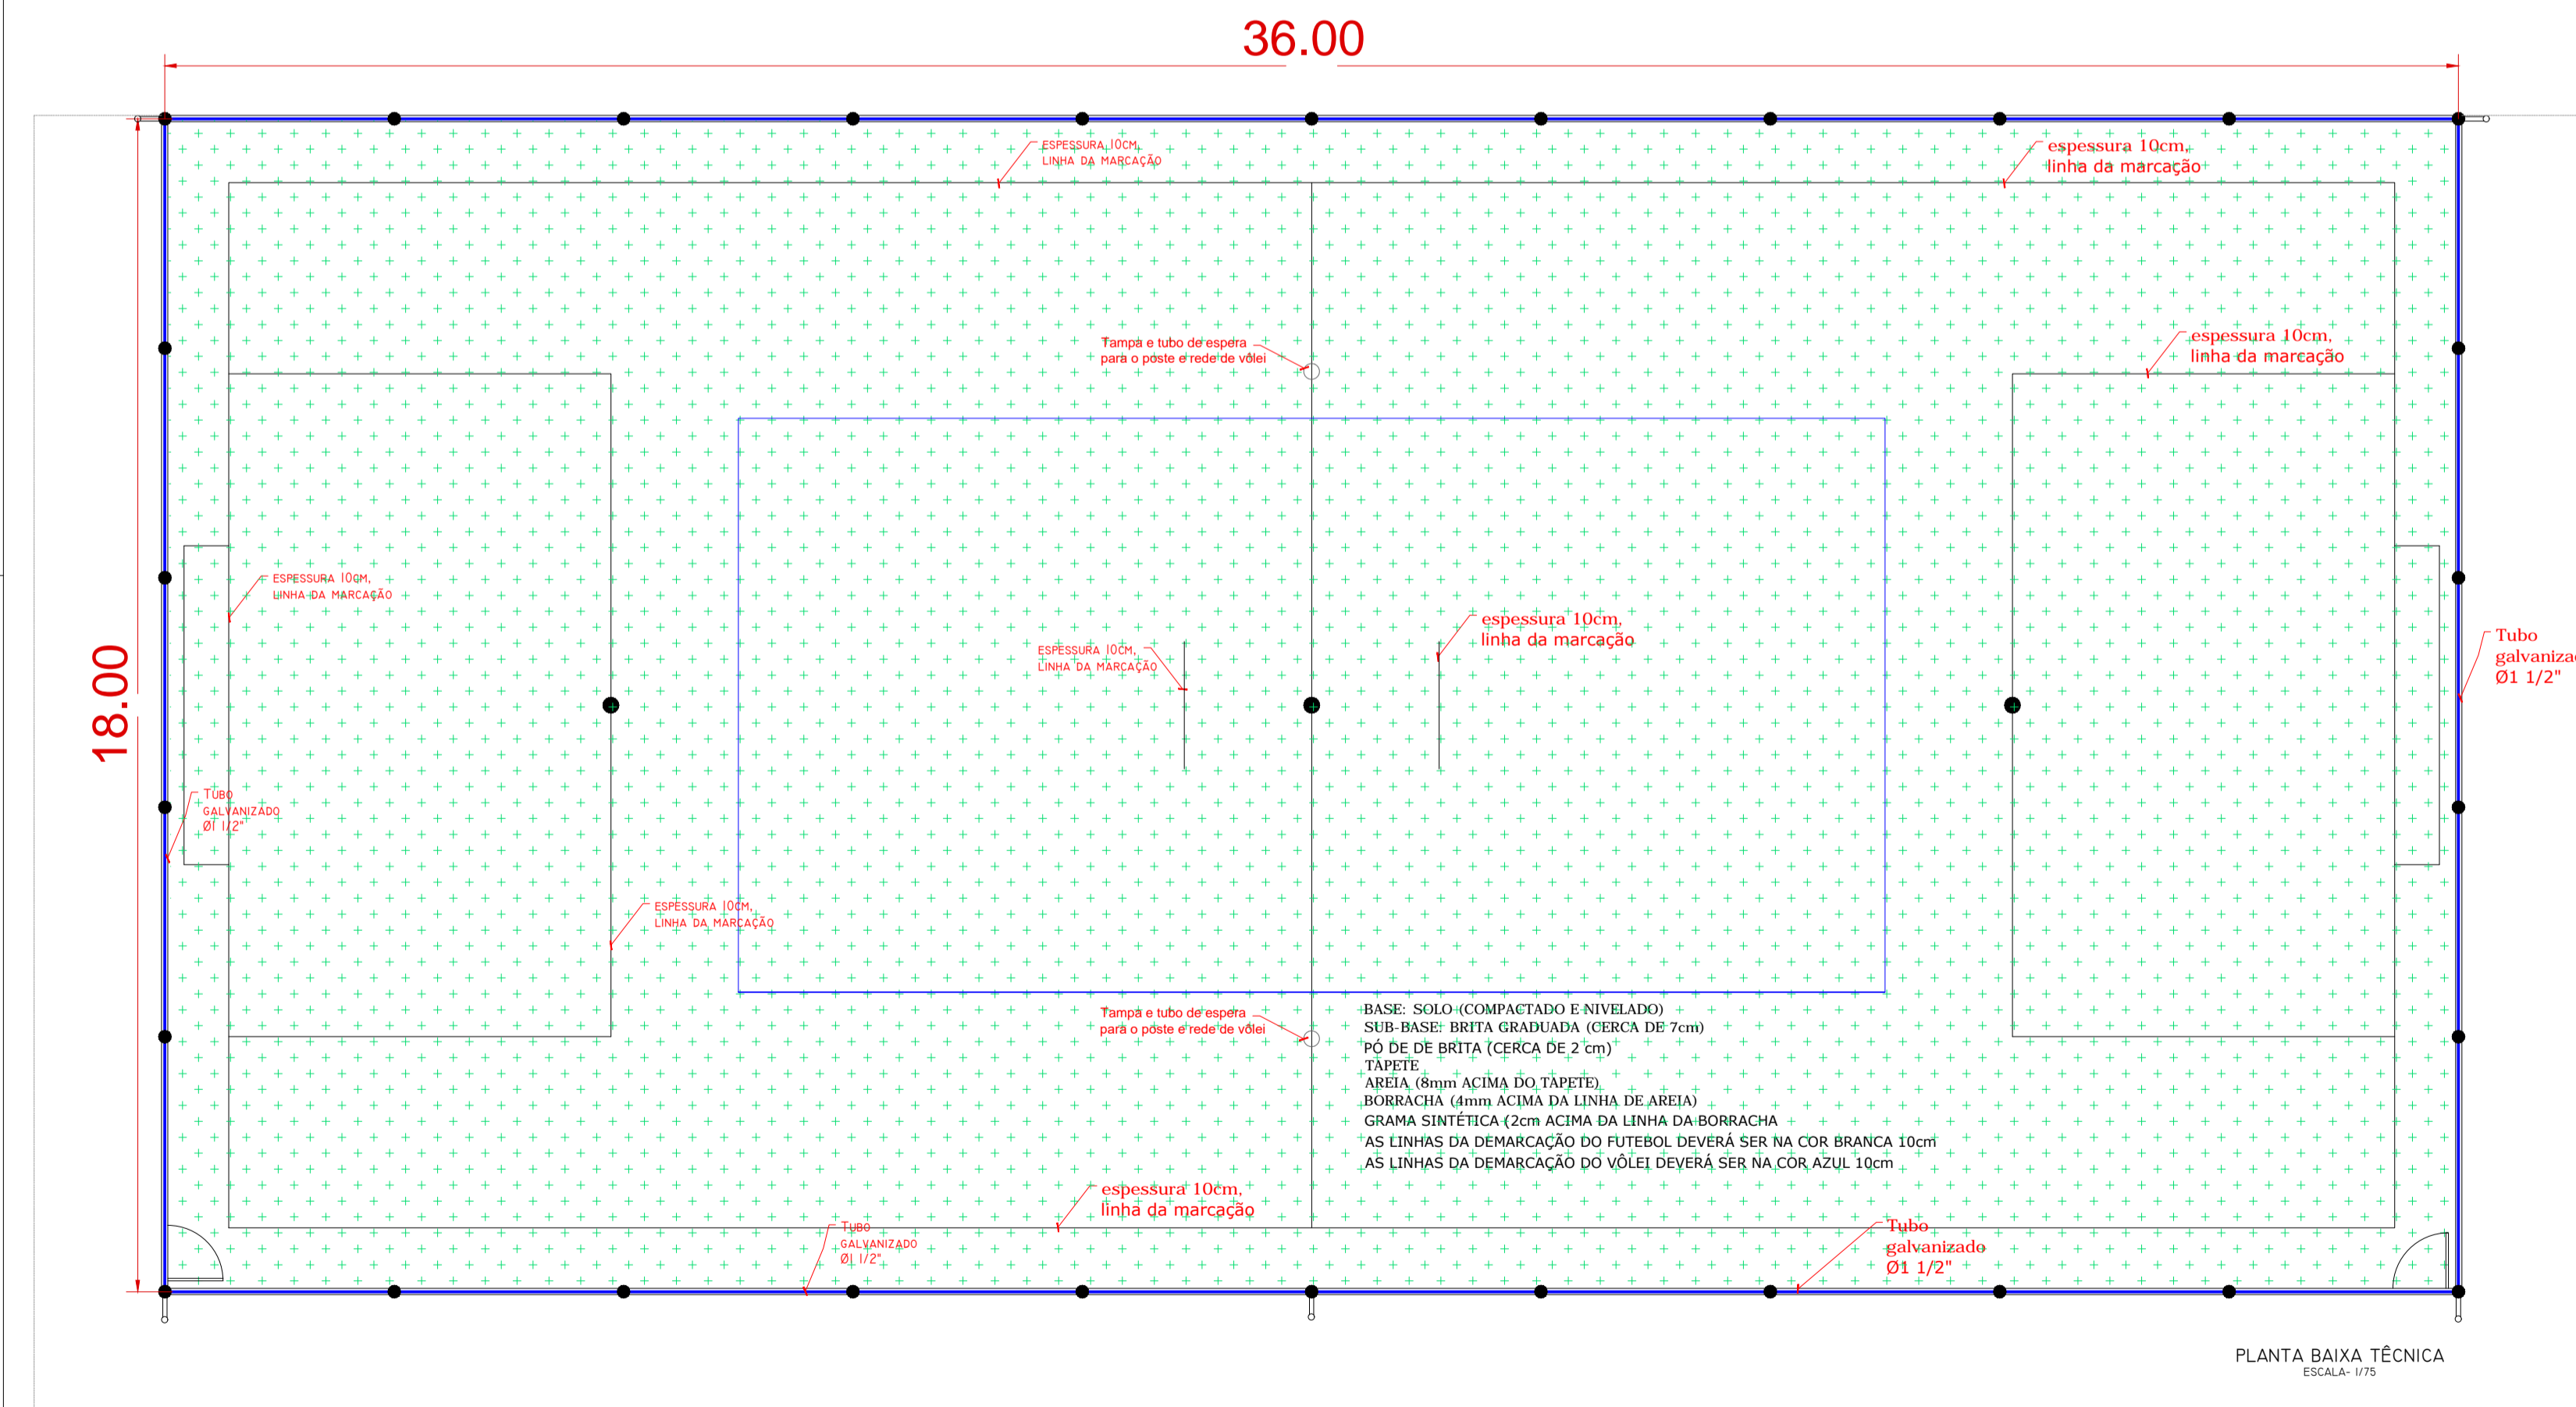 36.00
ESPESSURA 10CM,
LINHA DA MARCAÇÃO
espessura 10cm,
linha da marcação
Tampa e tubo de espera
para o poste e rede de vôlei
espessura 10cm,
linha da marcação
ESPESSURA 10CM,
LINHA DA MARCAÇÃO
espessura 10cm,
linha da marcação
ESPESSURA 10CM,
LINHA DA MARCAÇÃO
Tubo
galvaniza
Ø1 1/2"
18.00
TUBO
GALVANIZADO
Ø1 1/2"
ESPESSURA 10CM,
LINHA DA MARCAÇÃO
Tampa e tubo de espera
para o poste e rede de vôlei
BASE: SOLO (COMPACTADO E NIVELADO)
SUB-BASE: BRITA GRADUADA (CERCA DE 7cm)
PÓ DE DE BRITA (CERCA DE 2 cm)
TAPETE
AREIA (8mm ACIMA DO TAPETE)
BORRACHA (4mm ACIMA DA LINHA DE AREIA)
GRAMA SINTÉTICA (2cm ACIMA DA LINHA DA BORRACHA
AS LINHAS DA DEMARCAÇÃO DO FUTEBOL DEVERÁ SER NA COR BRANCA 10cm
AS LINHAS DA DEMARCAÇÃO DO VÔLEI DEVERÁ SER NA COR AZUL 10cm
espessura 10cm,
linha da marcação
TUBO
GALVANIZADO
Ø1 1/2"
Tubo
galvanizado
Ø1 1/2"
PLANTA BAIXA TÊCNICA
ESCALA- 1/75